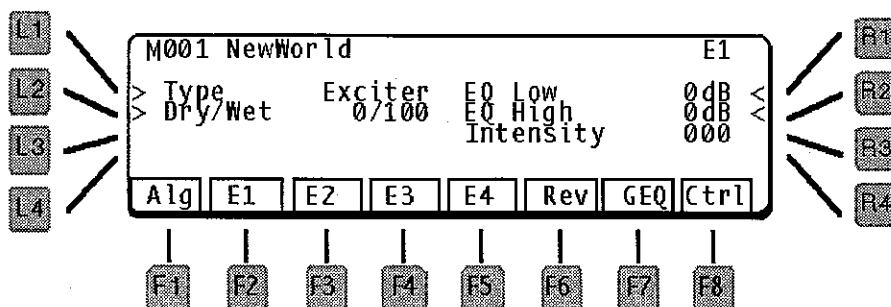 L1
L2
L3
L4
M001 NewWorld E1
> Type Exciter EQ Low 0dB <
> Dry/Wet 0/100 EQ High 0dB <
Intensity 000
Alg E1 E2 E3 E4 Rev GEQ Ctrl
R1
R2
R3
R4
F1 F2 F3 F4 F5 F6 F7 F8